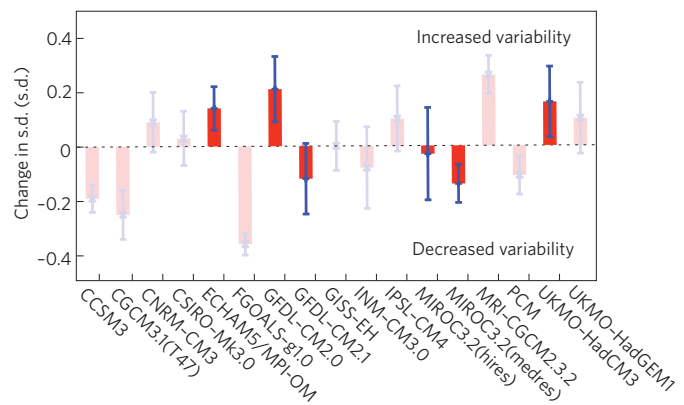 Increased variability
0.4
0.2
0
−0.2
−0.4
Change in s.d. (s.d.)
Decreased variability
CCSM3
CGCM3.1(T47)
CNRM-CM3
CSIRO-Mk3.0
ECHAM5/MPI-OM
FGOALS-g1.0
GFDL-CM2.0
GFDL-CM2.1
GISS-EH
INM-CM3.0
IPSL-CM4
MIROC3.2(hires)
MIROC3.2(medres)
MRI-CGCM2.3.2
PCM
UKMO-HadCM3
UKMO-HadGEM1